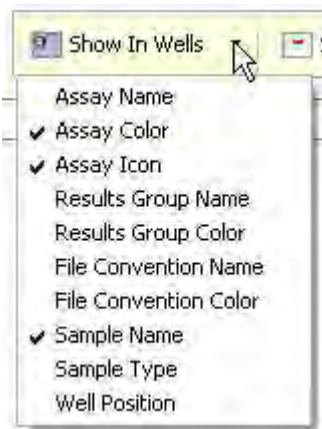 Show In Wells
Assay Name
Assay Color
Assay Icon
Results Group Name
Results Group Color
File Convention Name
File Convention Color
Sample Name
Sample Type
Well Position